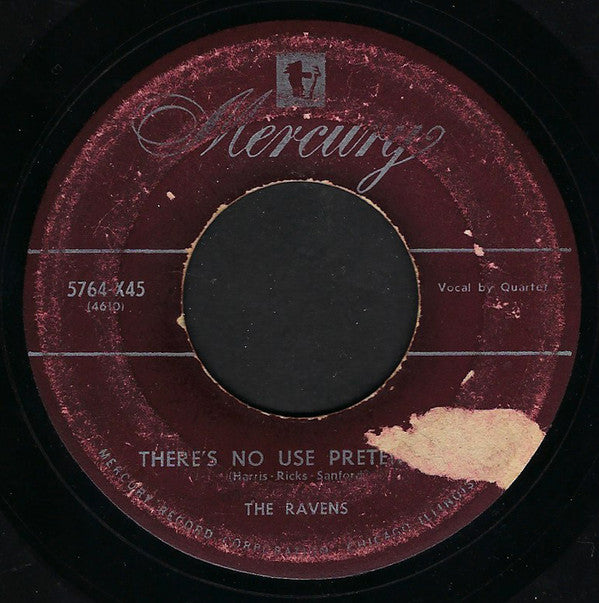 Mercury
5764-X45
(4610)
Vocal by Quartet
THERE'S NO USE PRETE
(Harris-Ricks-Sanford)
THE RAVENS
MERCURY RECORD CORPORATION CHICAGO ILLINOIS